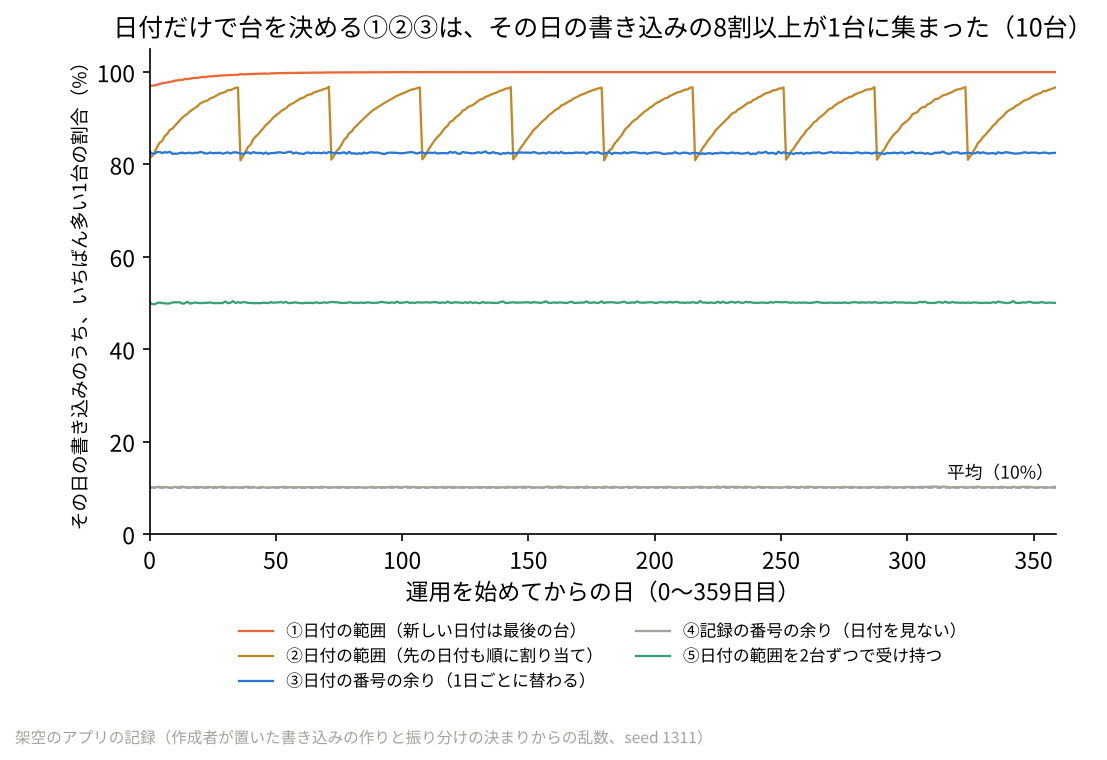 日付だけで台を決める①②③は、その日の書き込みの8割以上が1台に集まった（10台）
その日の書き込みのうち、いちばん多い1台の割合（%）
100
80
60
40
20
0
平均（10%）
0
50
100
150
200
250
300
350
運用を始めてからの日（0〜359日目）
①日付の範囲（新しい日付は最後の台）
②日付の範囲（先の日付も順に割り当て）
③日付の番号の余り（1日ごとに替わる）
④記録の番号の余り（日付を見ない）
⑤日付の範囲を2台ずつで受け持つ
架空のアプリの記録（作成者が置いた書き込みの作りと振り分けの決まりからの乱数、seed 1311）